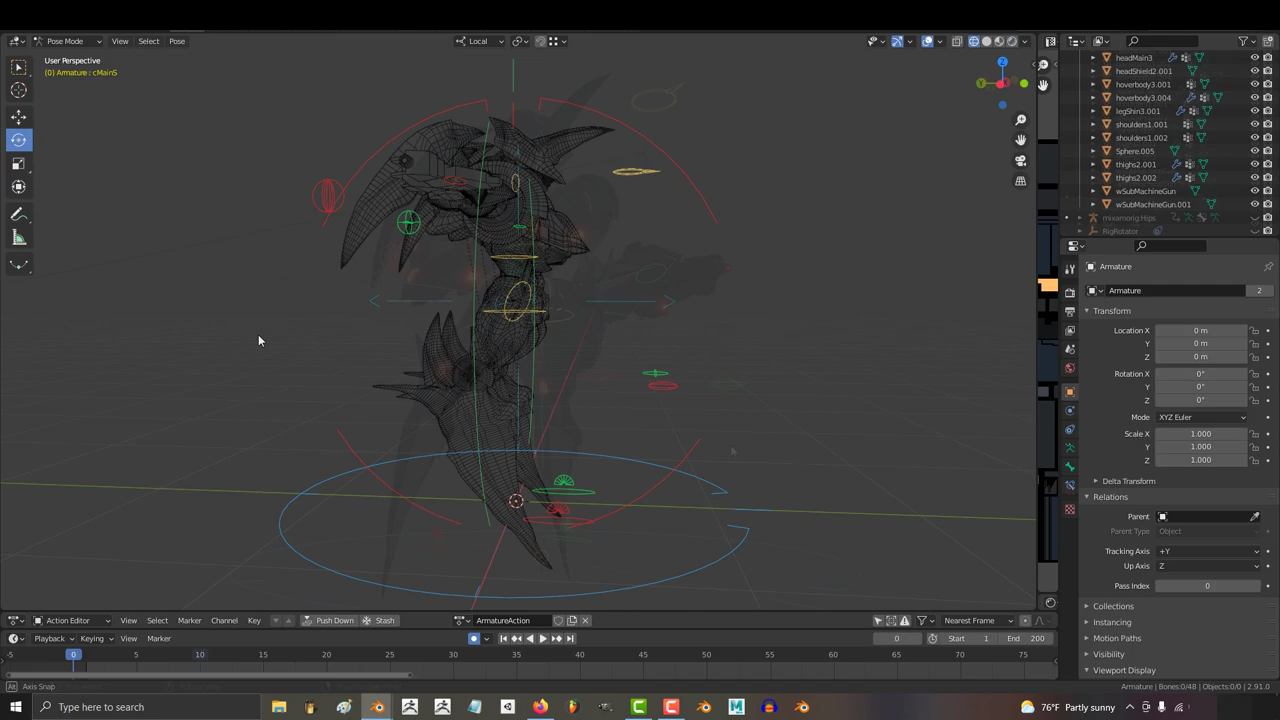 Pose Mode View Select Pose Local
User Perspective
(0) Armature : cMainS
Z
Y
headMain3
headShield2.001
hoverbody3.001
hoverbody3.004
legShin3.001
shoulders1.001
shoulders1.002
Sphere.005
thighs2.001
thighs2.002
wSubMachineGun
wSubMachineGun.001
mixamorig:Hips
RigRotator
Armature
Armature 2
Transform
Location X 0 m
Y 0 m
Z 0 m
Rotation X 0°
Y 0°
Z 0°
Mode XYZ Euler
Scale X 1.000
Y 1.000
Z 1.000
Delta Transform
Relations
Parent
Parent Type Object
Tracking Axis +Y
Up Axis Z
Pass Index 0
Collections
Instancing
Motion Paths
Visibility
Viewport Display
Action Editor View Select Marker Channel Key Push Down Stash ArmatureAction Nearest Frame
Playback Keying View Marker 0 Start 1 End 200
-5 0 5 10 15 20 25 30 35 40 45 50 55 60 65 70 75
Alt Axis Snap
Armature | Bones:0/48 | Objects:0/0 | 2.91.0
Type here to search 76°F Partly sunny